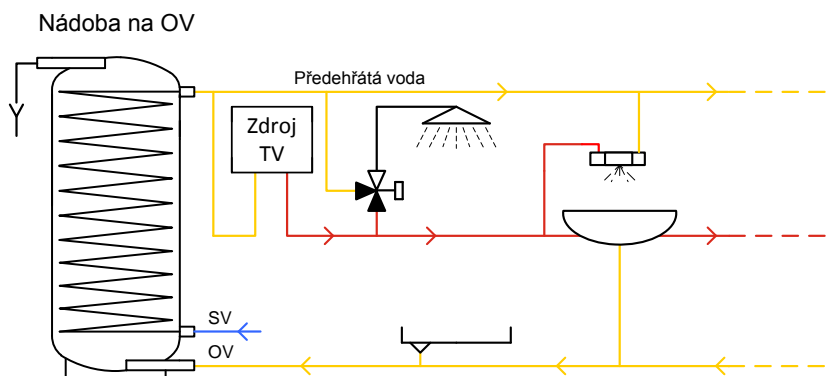 Nádoba na OV
Předehřátá voda
Zdroj
TV
SV
OV